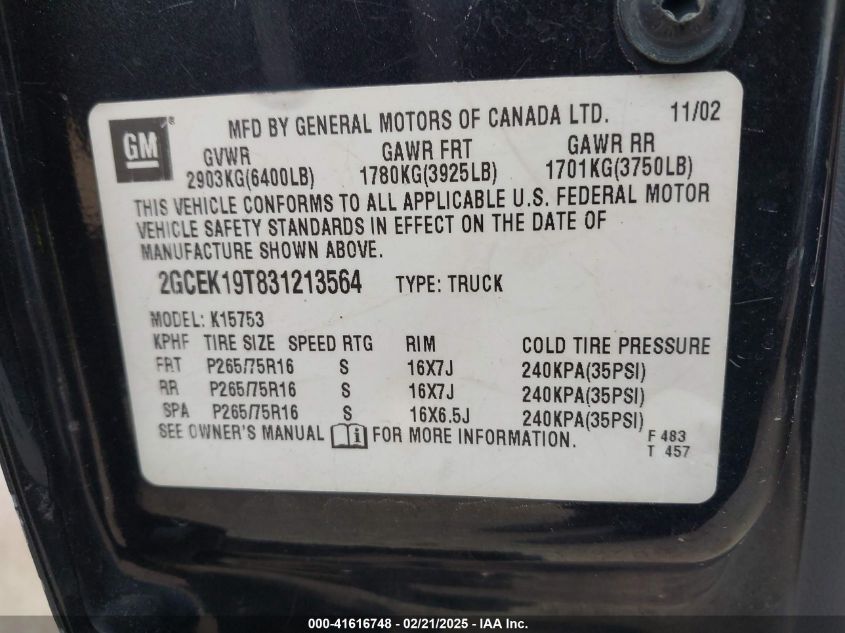 GM
®
MFD BY GENERAL MOTORS OF CANADA LTD. 11/02
GVWR GAWR FRT GAWR RR
2903KG(6400LB) 1780KG(3925LB) 1701KG(3750LB)
THIS VEHICLE CONFORMS TO ALL APPLICABLE U.S. FEDERAL MOTOR
VEHICLE SAFETY STANDARDS IN EFFECT ON THE DATE OF
MANUFACTURE SHOWN ABOVE.
2GCEK19T831213564 TYPE: TRUCK
MODEL: K15753
KPHF TIRE SIZE SPEED RTG RIM COLD TIRE PRESSURE
FRT P265/75R16 S 16X7J 240KPA(35PSI)
RR P265/75R16 S 16X7J 240KPA(35PSI)
SPA P265/75R16 S 16X6.5J 240KPA(35PSI)
SEE OWNER'S MANUAL FOR MORE INFORMATION. F 483
T 457
000-41616748 - 02/21/2025 - IAA Inc.